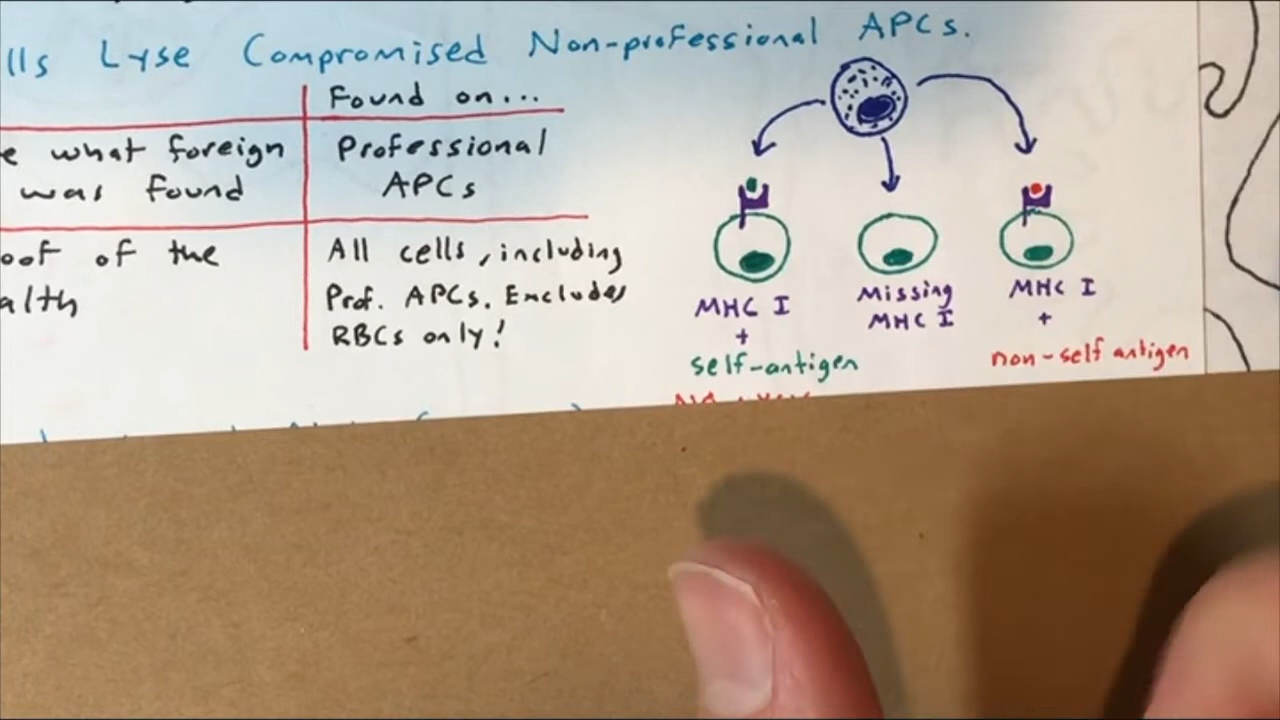 lls Lyse Compromised Non-professional APCs.
Found on...
e what foreign
was found
Professional
APCs
oof of the
alth
All cells, including
Prof. APCs. Excludes
RBCs only!
MHC I
+
self-antigen
Missing
MHC I
MHC I
+
non-self antigen